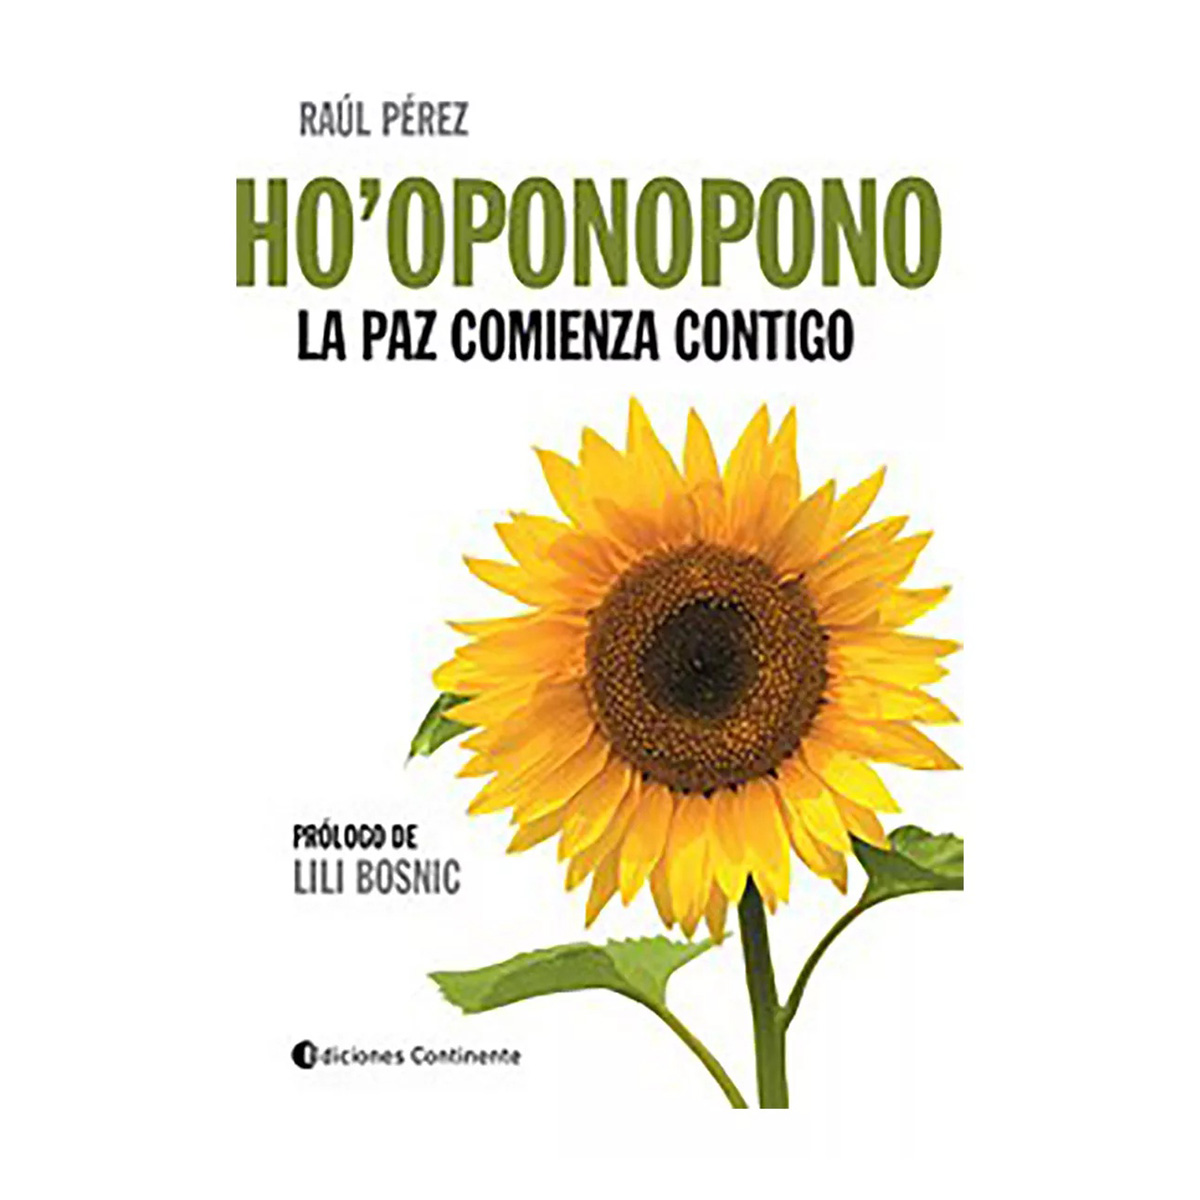 RAÚL PÉREZ
HO'OPONOPONO
LA PAZ COMIENZA CONTIGO
PRÓLOGO DE
LILI BOSNIC
Ediciones Continente